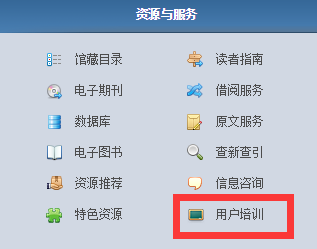 资源与服务
馆藏目录 读者指南
电子期刊 借阅服务
数据库 原文服务
电子图书 查新查引
资源推荐 信息咨询
特色资源 用户培训